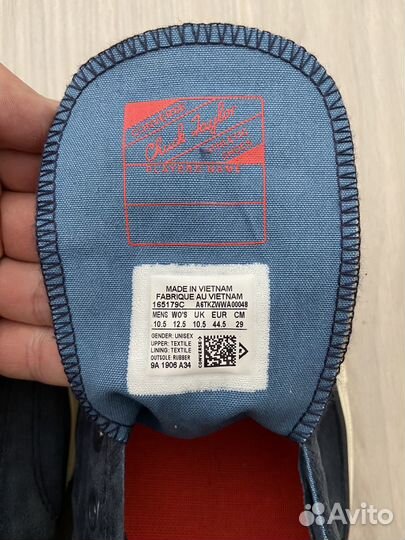 Chuck Taylor
MADE IN VIETNAM
FABRIQUE AU VIETNAM
165179C A6TKZWWA00048
MENS WO'S UK EUR CM
10.5 12.5 10.5 44.5 29
GENDER: UNISEX
UPPER: TEXTILE
LINING: TEXTILE
OUTSOLE: RUBBER
9A 1906 A34
CONVERSE
Avito